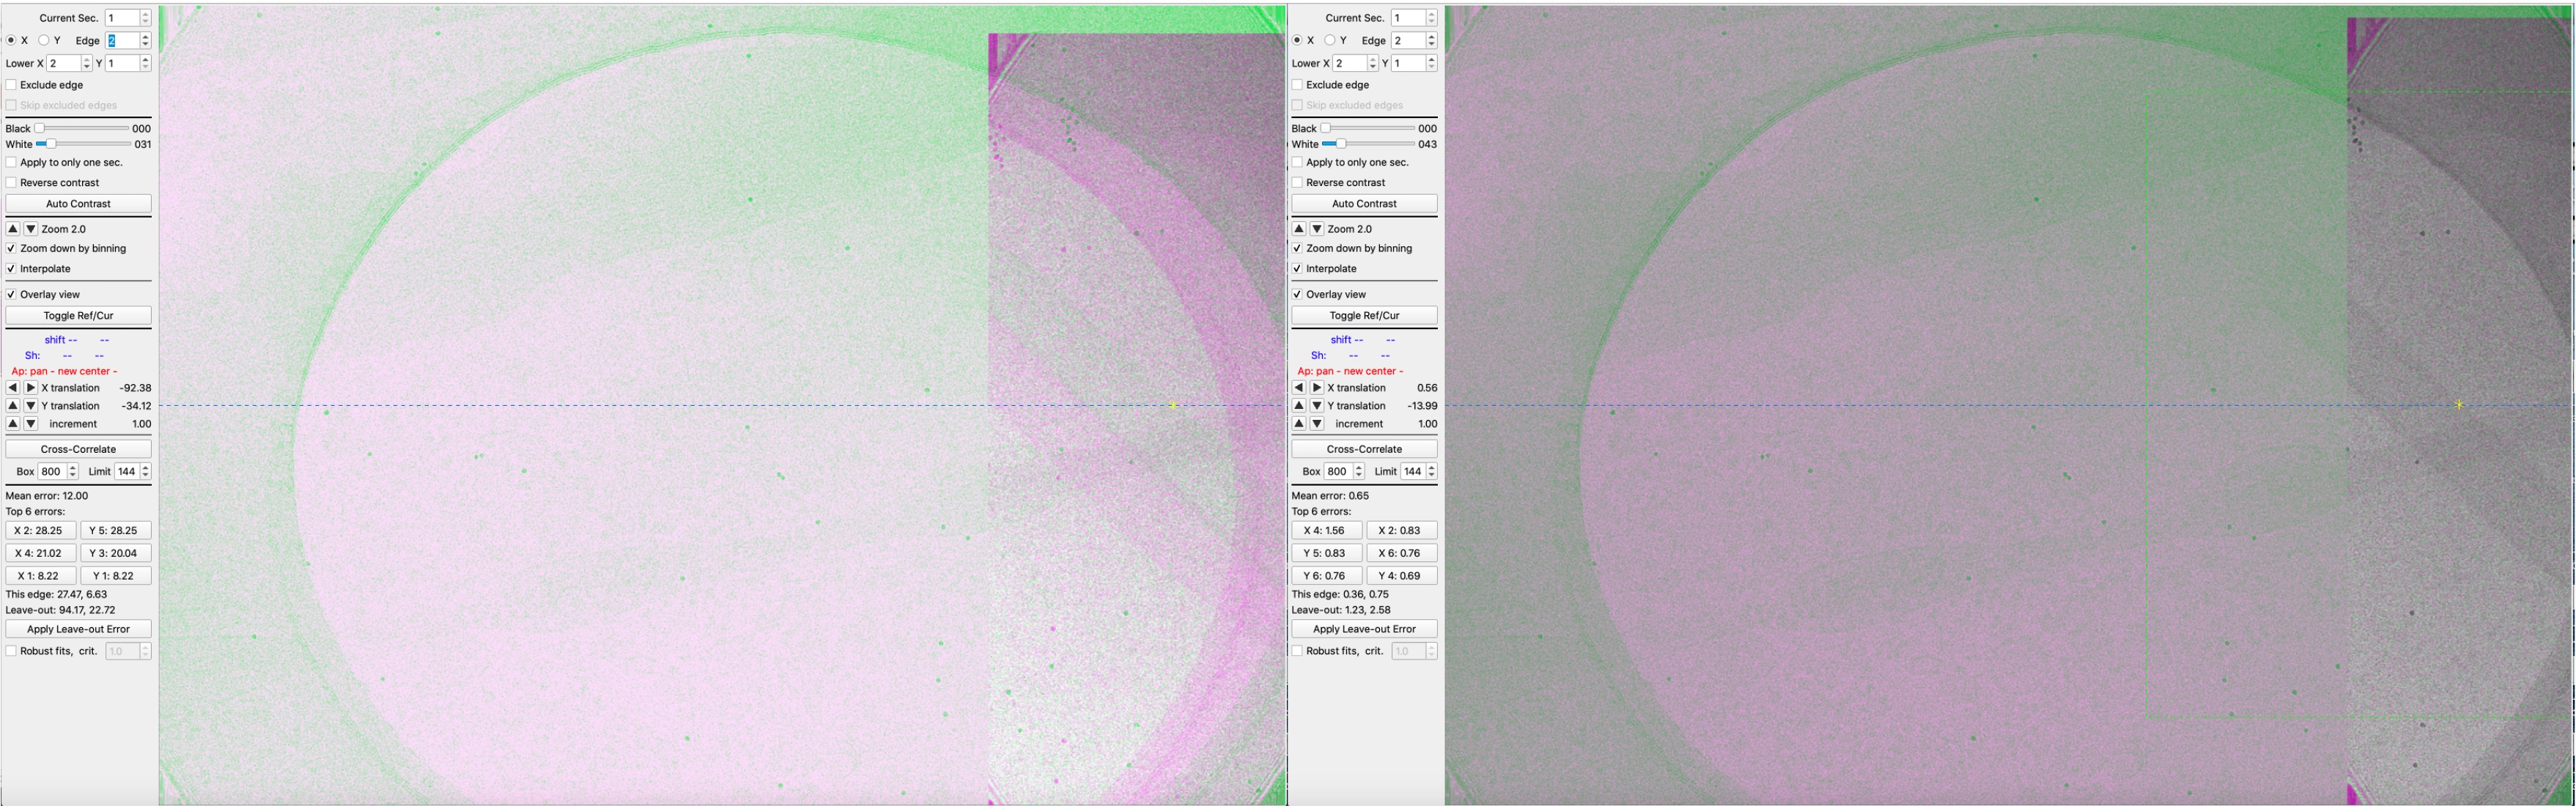 Current Sec. 1
X Y Edge 2
Lower X 2 Y 1
Exclude edge
Skip excluded edges
Black 000
White 031
Apply to only one sec.
Reverse contrast
Auto Contrast
Zoom 2.0
Zoom down by binning
Interpolate
Overlay view
Toggle Ref/Cur
shift -- --
Sh: -- --
Ap: pan - new center -
X translation -92.38
Y translation -34.12
increment 1.00
Cross-Correlate
Box 800 Limit 144
Mean error: 12.00
Top 6 errors:
X 2: 28.25 Y 5: 28.25
X 4: 21.02 Y 3: 20.04
X 1: 8.22 Y 1: 8.22
This edge: 27.47, 6.63
Leave-out: 94.17, 22.72
Apply Leave-out Error
Robust fits, crit. 1.0
Current Sec. 1
X Y Edge 2
Lower X 2 Y 1
Exclude edge
Skip excluded edges
Black 000
White 043
Apply to only one sec.
Reverse contrast
Auto Contrast
Zoom 2.0
Zoom down by binning
Interpolate
Overlay view
Toggle Ref/Cur
shift -- --
Sh: -- --
Ap: pan - new center -
X translation 0.56
Y translation -13.99
increment 1.00
Cross-Correlate
Box 800 Limit 144
Mean error: 0.65
Top 6 errors:
X 4: 1.56 X 2: 0.83
Y 5: 0.83 X 6: 0.76
Y 6: 0.76 Y 4: 0.69
This edge: 0.36, 0.75
Leave-out: 1.23, 2.58
Apply Leave-out Error
Robust fits, crit. 1.0